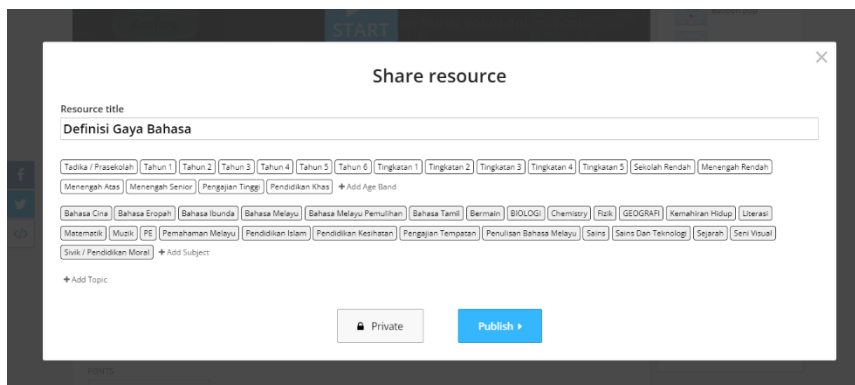 START
Share resource
Resource title
Definisi Gaya Bahasa
Tadika / Prasekolah Tahun 1 Tahun 2 Tahun 3 Tahun 4 Tahun 5 Tahun 6 Tingkatan 1 Tingkatan 2 Tingkatan 3 Tingkatan 4 Tingkatan 5 Sekolah Rendah Menengah Rendah
Menengah Atas Menengah Senior Pengajian Tinggi Pendidikan Khas + Add Age Band
Bahasa Cina Bahasa Eropah Bahasa Ibunda Bahasa Melayu Bahasa Melayu Pemulihan Bahasa Tamil Bermain BIOLOGI Chemistry Fizik GEOGRAFI Kemahiran Hidup Literasi
Matematik Muzik PE Pemahaman Melayu Pendidikan Islam Pendidikan Kesihatan Pengajian Tempatan Penulisan Bahasa Melayu Sains Sains Dan Teknologi Sejarah Seni Visual
Sivik / Pendidikan Moral + Add Subject
+ Add Topic
Private Publish
FONTS